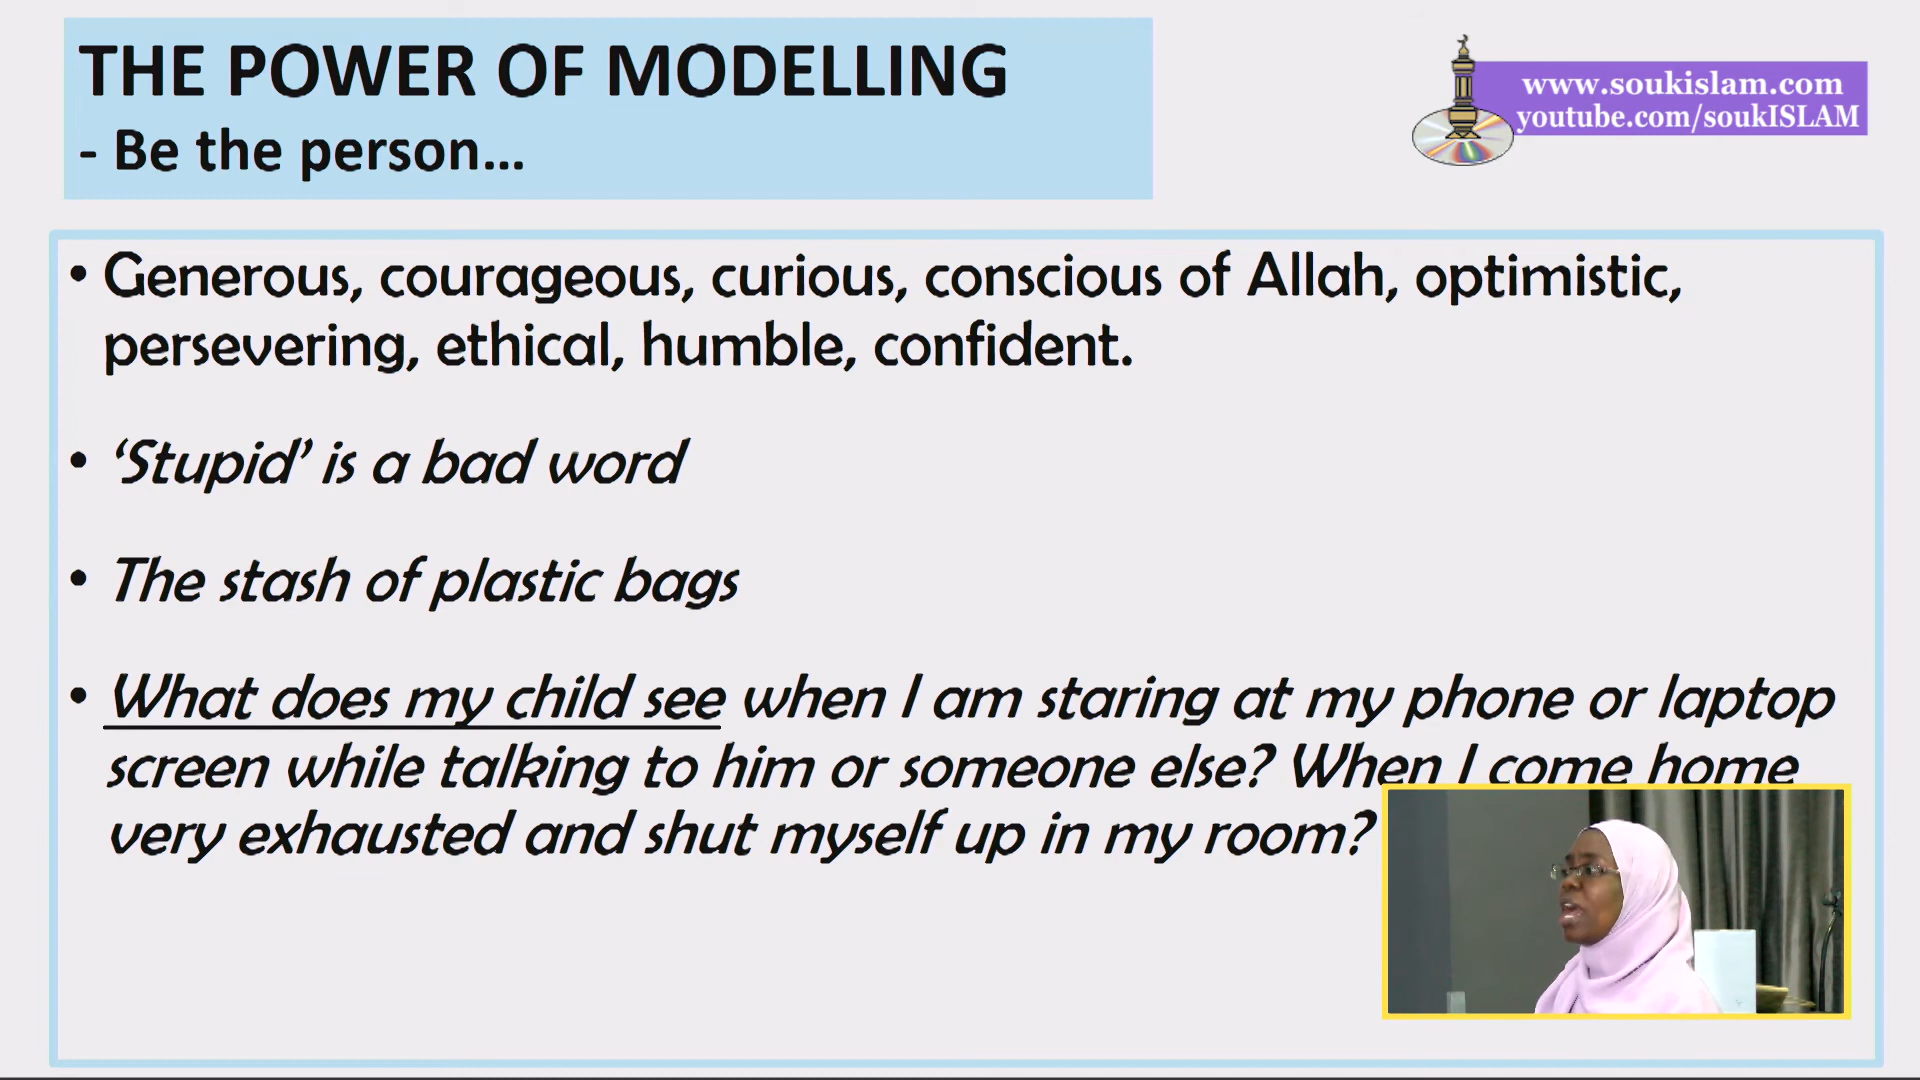 THE POWER OF MODELLING
- Be the person...
www.soukislam.com
youtube.com/soukISLAM
• Generous, courageous, curious, conscious of Allah, optimistic,
persevering, ethical, humble, confident.
• ‘Stupid’ is a bad word
• The stash of plastic bags
• What does my child see when I am staring at my phone or laptop
screen while talking to him or someone else? When I come home
very exhausted and shut myself up in my room?